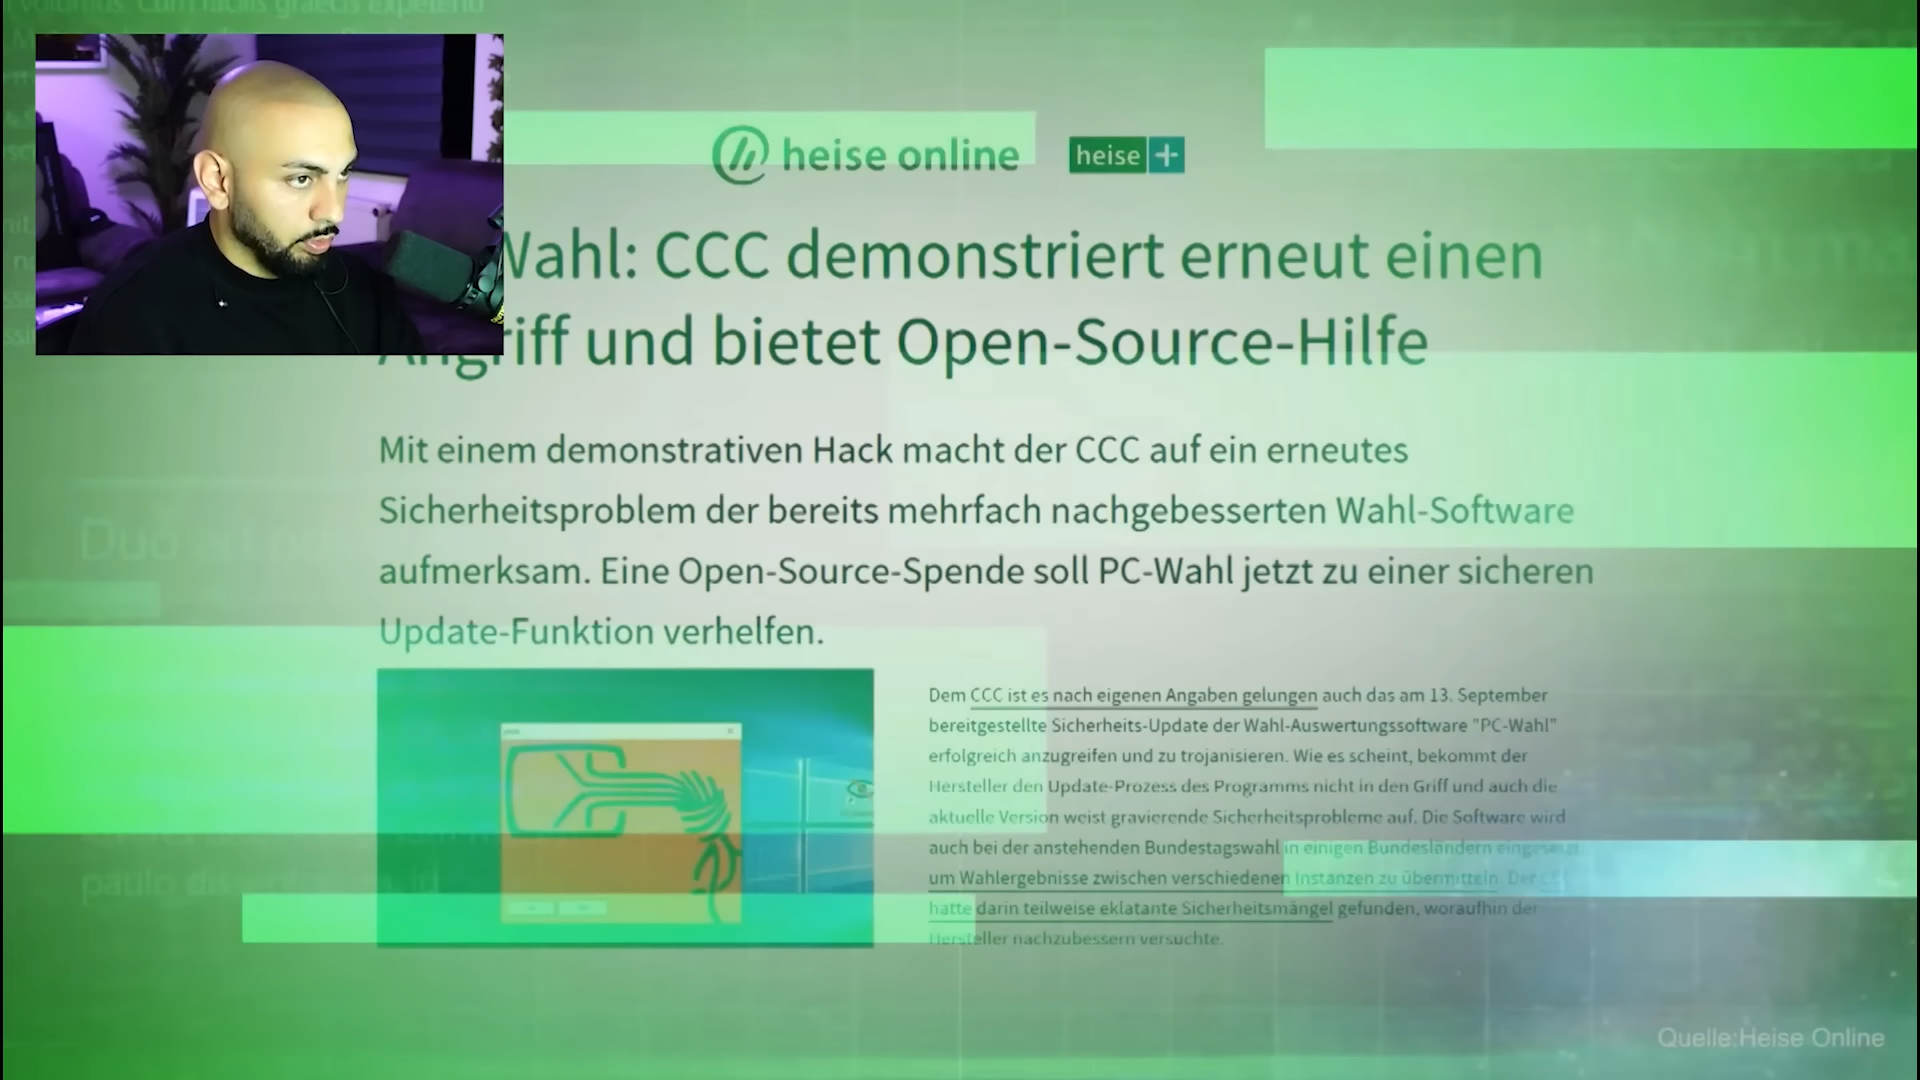 heise online heise +
Wahl: CCC demonstriert erneut einen
Angriff und bietet Open-Source-Hilfe
Mit einem demonstrativen Hack macht der CCC auf ein erneutes
Sicherheitsproblem der bereits mehrfach nachgebesserten Wahl-Software
aufmerksam. Eine Open-Source-Spende soll PC-Wahl jetzt zu einer sicheren
Update-Funktion verhelfen.
Dem CCC ist es nach eigenen Angaben gelungen auch das am 13. September
bereitgestellte Sicherheits-Update der Wahl-Auswertungssoftware "PC-Wahl"
erfolgreich anzugreifen und zu trojanisieren. Wie es scheint, bekommt der
Hersteller den Update-Prozess des Programms nicht in den Griff und auch die
aktuelle Version weist gravierende Sicherheitsprobleme auf. Die Software wird
auch bei der anstehenden Bundestagswahl in einigen Bundesländern eingesetzt,
um Wahlergebnisse zwischen verschiedenen Instanzen zu übermitteln. Der CCC
hatte darin teilweise eklatante Sicherheitsmängel gefunden, woraufhin der
Hersteller nachzubessern versuchte.
Quelle:Heise Online